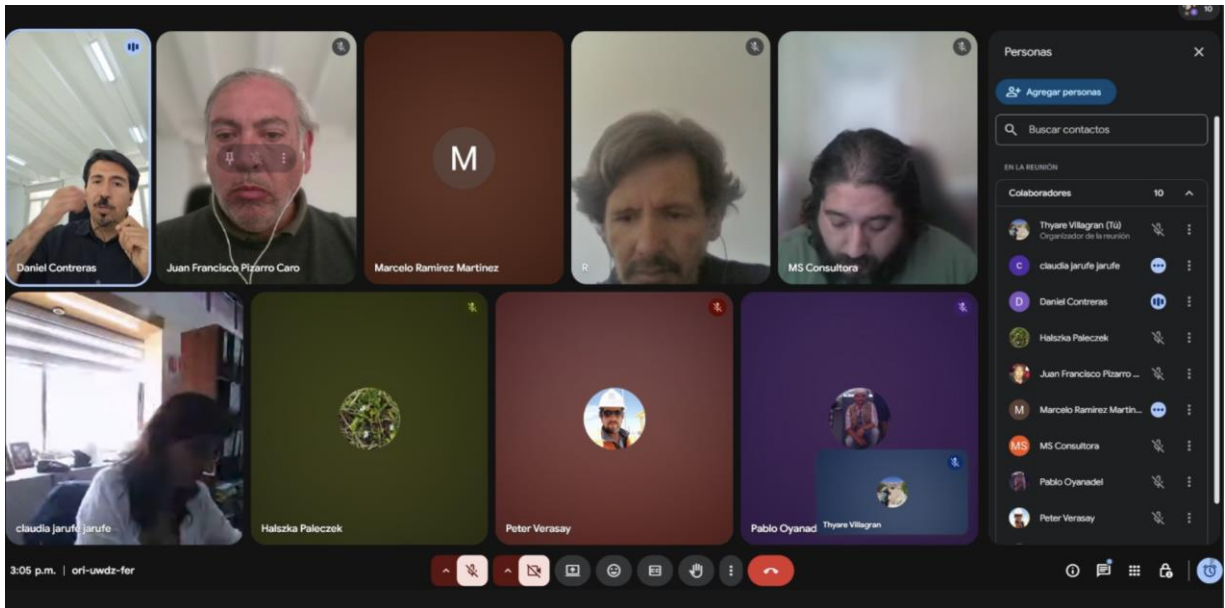 10
Daniel Contreras
Juan Francisco Pizarro Caro
M
Marcelo Ramirez Martinez
R
MS Consultora
claudia jarufe jarufe
Halszka Paleczek
Peter Verasay
Pablo Oyanad
Thyare Villagran
Personas
Agregar personas
Buscar contactos
EN LA REUNIÓN
Colaboradores 10
Thyare Villagran (Tú)
Organizador de la reunión
C claudia jarufe jarufe
D Daniel Contreras
Halszka Paleczek
Juan Francisco Pizarro ...
M Marcelo Ramirez Martin...
MS MS Consultora
Pablo Oyanadel
Peter Verasay
3:05 p.m. | ori-uwdz-fer